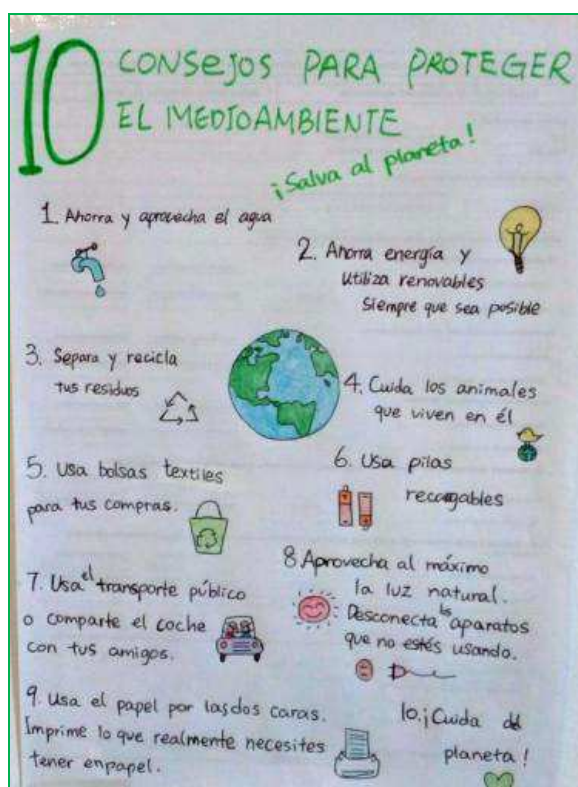 10 CONSEJOS PARA PROTEGER
EL MEDIOAMBIENTE
¡Salva al planeta!
1. Ahorra y aprovecha el agua
2. Ahorra energía y
utiliza renovables
siempre que sea posible
3. Separa y recicla
tus residuos
4. Cuida los animales
que viven en él
5. Usa bolsas textiles
para tus compras.
6. Usa pilas
recargables
7. Usa el transporte público
o comparte el coche
con tus amigos.
8. Aprovecha al máximo
la luz natural.
Desconecta los aparatos
que no estés usando.
9. Usa el papel por las dos caras.
Imprime lo que realmente necesites
tener en papel.
10. ¡Cuida del
planeta!